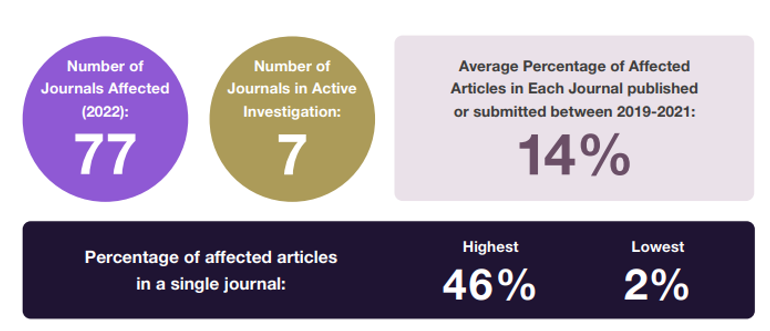 Number of
Journals Affected
(2022):
77
Number of
Journals in Active
Investigation:
7
Average Percentage of Affected
Articles in Each Journal published
or submitted between 2019-2021:
14%
Percentage of affected articles
in a single journal:
Highest
46%
Lowest
2%